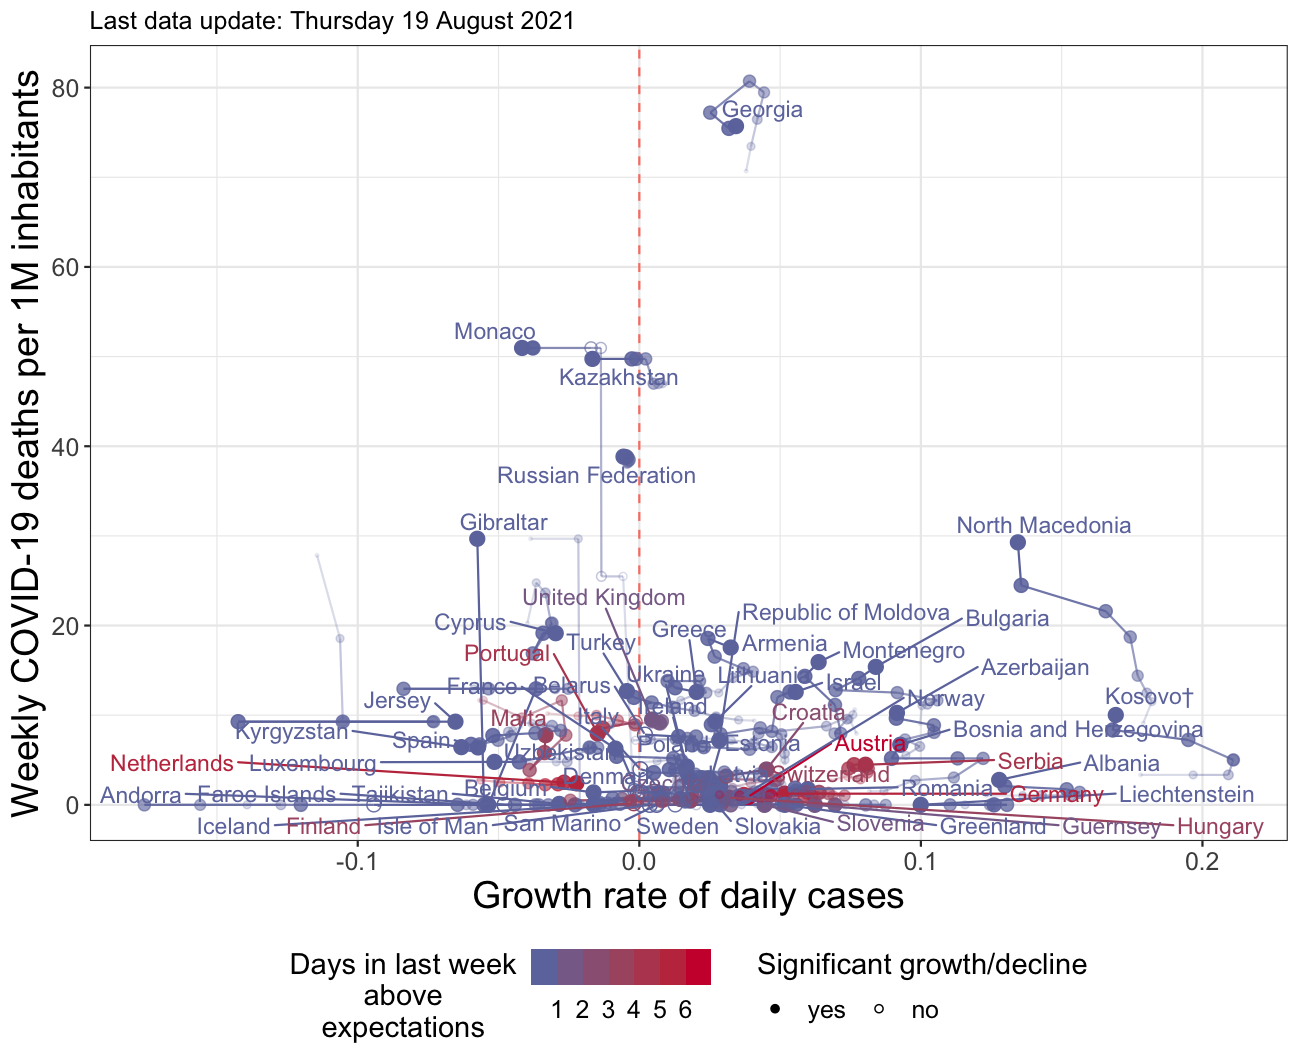 Last data update: Thursday 19 August 2021
Weekly COVID-19 deaths per 1M inhabitants
80
60
40
20
0
Georgia
Monaco
Kazakhstan
Russian Federation
Gibraltar
North Macedonia
United Kingdom
Republic of Moldova
Cyprus
Bulgaria
Greece
Turkey
Armenia
Portugal
Montenegro
Azerbaijan
Ukraine
Israel
France
Belarus
Norway
Kosovo†
Jersey
Croatia
Malta
Italy
Kyrgyzstan
Bosnia and Herzegovina
Spain
Estonia
Austria
Uzbekistan
Netherlands
Luxembourg
Serbia
Albania
Switzerland
Belgium
Romania
Andorra
Faroe Islands
Tajikistan
Germany
Liechtenstein
Iceland
Finland
Isle of Man
San Marino
Sweden
Slovakia
Slovenia
Greenland
Guernsey
Hungary
-0.1
0.0
0.1
0.2
Growth rate of daily cases
Days in last week
above
expectations
1 2 3 4 5 6
Significant growth/decline
yes
no